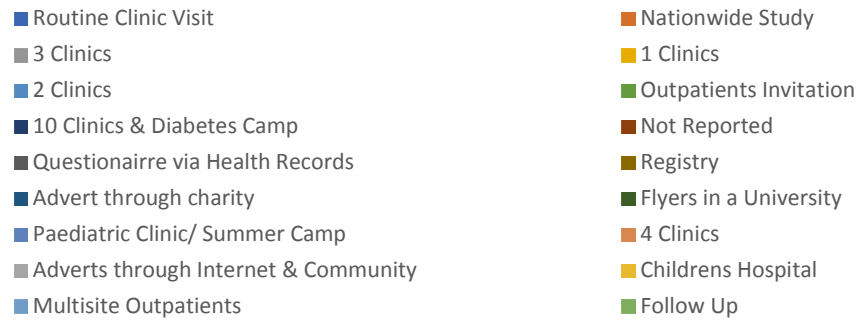 Routine Clinic Visit
Nationwide Study
3 Clinics
1 Clinics
2 Clinics
Outpatients Invitation
10 Clinics & Diabetes Camp
Not Reported
Questionairre via Health Records
Registry
Advert through charity
Flyers in a University
Paediatric Clinic/ Summer Camp
4 Clinics
Adverts through Internet & Community
Childrens Hospital
Multisite Outpatients
Follow Up